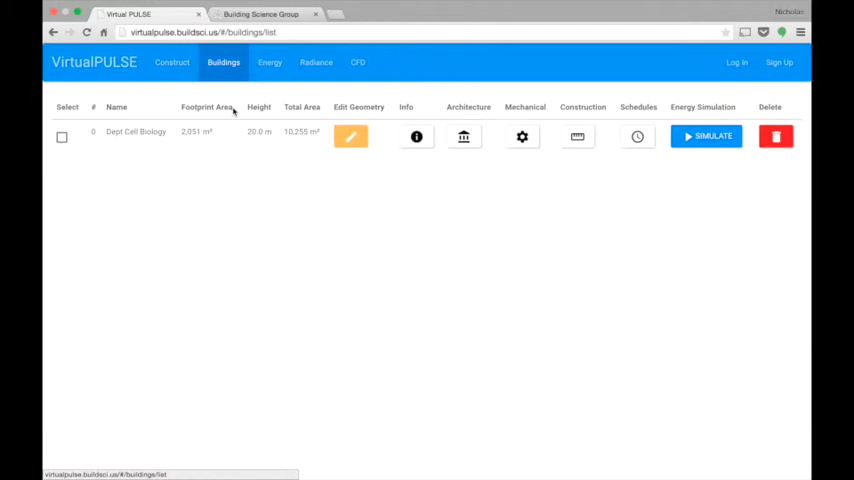 Virtual PULSE
Building Science Group
Nicholas
virtualpulse.buildsci.us/#/buildings/list
VirtualPULSE Construct Buildings Energy Radiance CFD Log In Sign Up
Select # Name Footprint Area Height Total Area Edit Geometry Info Architecture Mechanical Construction Schedules Energy Simulation Delete
0 Dept Cell Biology 2,051 m² 20.0 m 10,255 m² SIMULATE
virtualpulse.buildsci.us/#/buildings/list